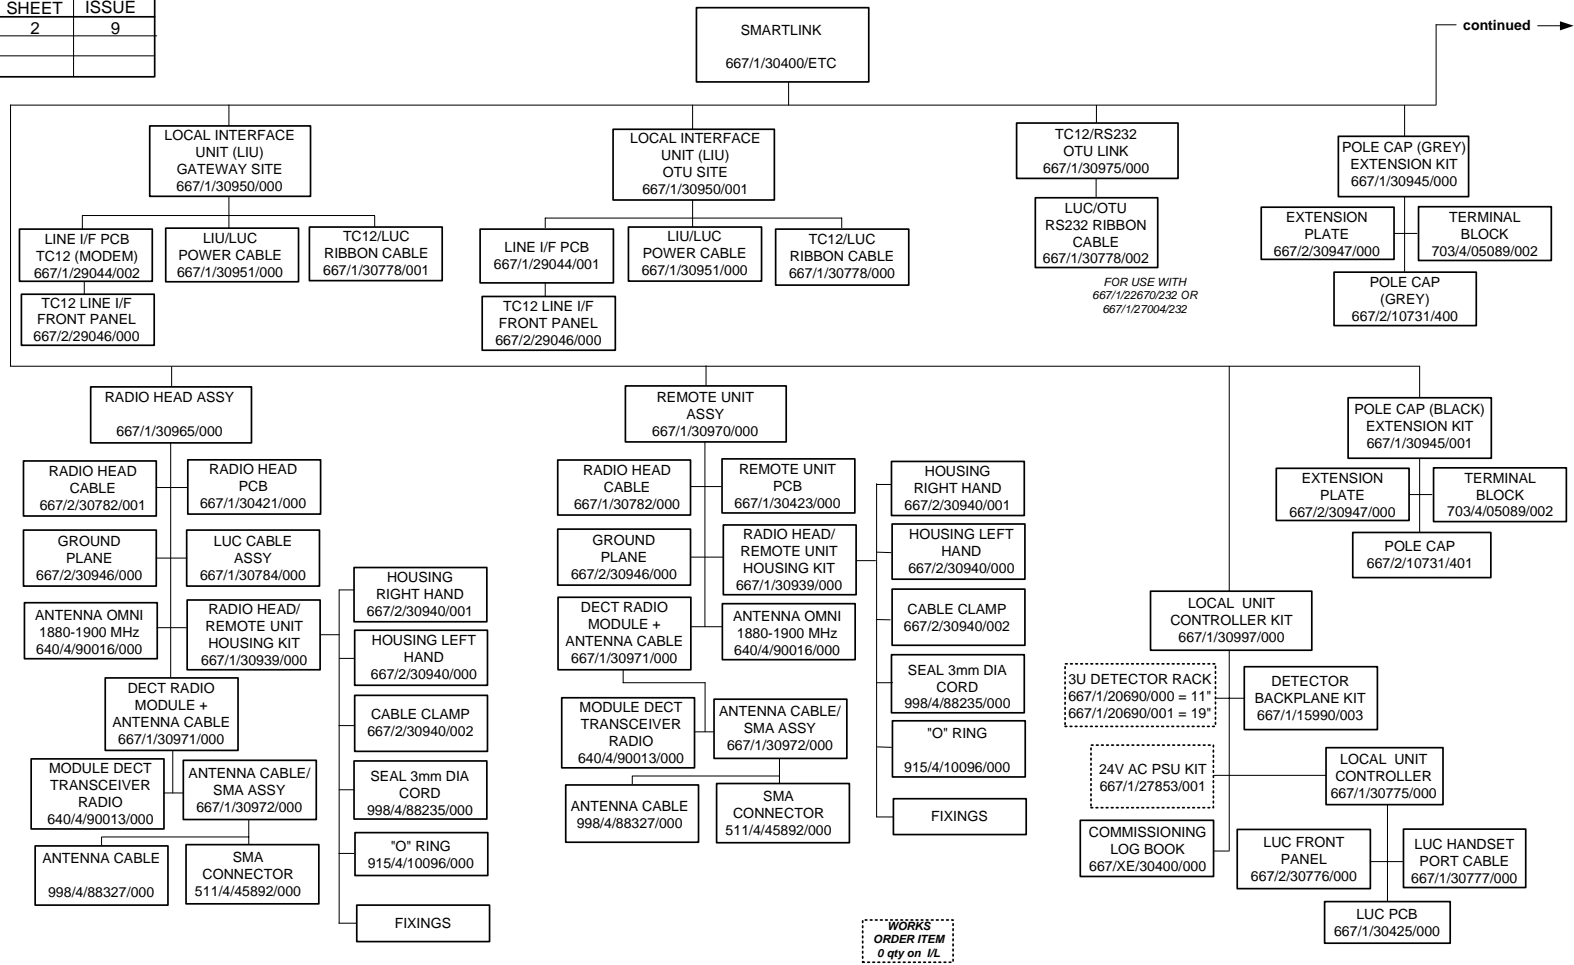 SHEET ISSUE
2 9
SMARTLINK
667/1/30400/ETC
continued
LOCAL INTERFACE
UNIT (LIU)
GATEWAY SITE
667/1/30950/000
LOCAL INTERFACE
UNIT (LIU)
OTU SITE
667/1/30950/001
TC12/RS232
OTU LINK
667/1/30975/000
POLE CAP (GREY)
EXTENSION KIT
667/1/30945/000
LINE I/F PCB
TC12 (MODEM)
667/1/29044/002
LIU/LUC
POWER CABLE
667/1/30951/000
TC12/LUC
RIBBON CABLE
667/1/30778/001
TC12 LINE I/F
FRONT PANEL
667/2/29046/000
LINE I/F PCB
667/1/29044/001
LIU/LUC
POWER CABLE
667/1/30951/000
TC12/LUC
RIBBON CABLE
667/1/30778/000
TC12 LINE I/F
FRONT PANEL
667/2/29046/000
LUC/OTU
RS232 RIBBON
CABLE
667/1/30778/002
FOR USE WITH
667/1/22670/232 OR
667/1/27004/232
EXTENSION
PLATE
667/2/30947/000
TERMINAL
BLOCK
703/4/05089/002
POLE CAP
(GREY)
667/2/10731/400
RADIO HEAD ASSY
667/1/30965/000
RADIO HEAD
CABLE
667/2/30782/001
RADIO HEAD
PCB
667/1/30421/000
GROUND
PLANE
667/2/30946/000
LUC CABLE
ASSY
667/1/30784/000
ANTENNA OMNI
1880-1900 MHz
640/4/90016/000
RADIO HEAD/
REMOTE UNIT
HOUSING KIT
667/1/30939/000
DECT RADIO
MODULE +
ANTENNA CABLE
667/1/30971/000
MODULE DECT
TRANSCEIVER
RADIO
640/4/90013/000
ANTENNA CABLE/
SMA ASSY
667/1/30972/000
ANTENNA CABLE
998/4/88327/000
SMA
CONNECTOR
511/4/45892/000
HOUSING
RIGHT HAND
667/2/30940/001
HOUSING LEFT
HAND
667/2/30940/000
CABLE CLAMP
667/2/30940/002
SEAL 3mm DIA
CORD
998/4/88235/000
"O" RING
915/4/10096/000
FIXINGS
REMOTE UNIT
ASSY
667/1/30970/000
RADIO HEAD
CABLE
667/1/30782/000
REMOTE UNIT
PCB
667/1/30423/000
GROUND
PLANE
667/2/30946/000
RADIO HEAD/
REMOTE UNIT
HOUSING KIT
667/1/30939/000
DECT RADIO
MODULE +
ANTENNA CABLE
667/1/30971/000
ANTENNA OMNI
1880-1900 MHz
640/4/90016/000
MODULE DECT
TRANSCEIVER
RADIO
640/4/90013/000
ANTENNA CABLE/
SMA ASSY
667/1/30972/000
ANTENNA CABLE
998/4/88327/000
SMA
CONNECTOR
511/4/45892/000
HOUSING
RIGHT HAND
667/2/30940/001
HOUSING LEFT
HAND
667/2/30940/000
CABLE CLAMP
667/2/30940/002
SEAL 3mm DIA
CORD
998/4/88235/000
"O" RING
915/4/10096/000
FIXINGS
POLE CAP (BLACK)
EXTENSION KIT
667/1/30945/001
EXTENSION
PLATE
667/2/30947/000
TERMINAL
BLOCK
703/4/05089/002
POLE CAP
667/2/10731/401
LOCAL UNIT
CONTROLLER KIT
667/1/30997/000
3U DETECTOR RACK
667/1/20690/000 = 11"
667/1/20690/001 = 19"
DETECTOR
BACKPLANE KIT
667/1/15990/003
24V AC PSU KIT
667/1/27853/001
LOCAL UNIT
CONTROLLER
667/1/30775/000
COMMISSIONING
LOG BOOK
667/XE/30400/000
LUC FRONT
PANEL
667/2/30776/000
LUC HANDSET
PORT CABLE
667/1/30777/000
LUC PCB
667/1/30425/000
WORKS
ORDER ITEM
0 qty on I/L